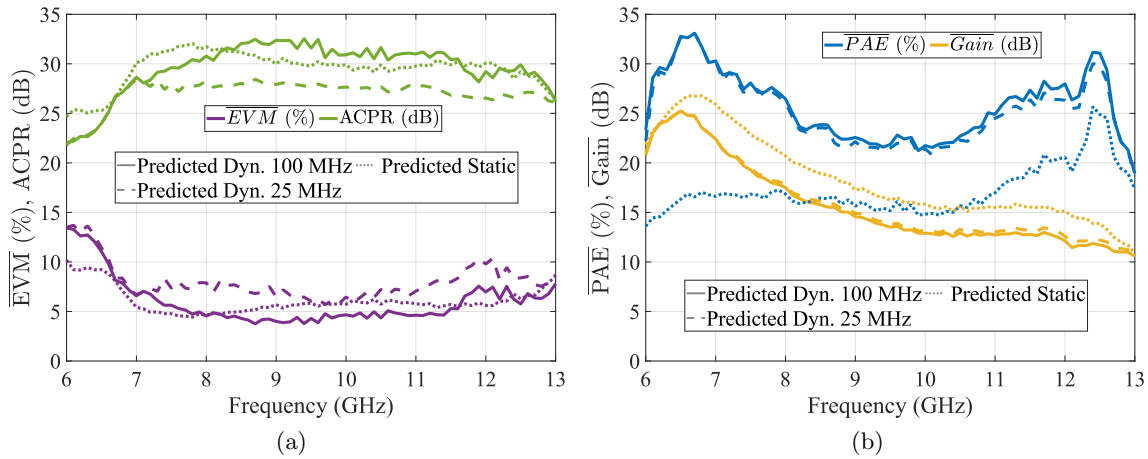 35
30
25
20
15
10
5
0
6
7
8
9
10
11
12
13
EVM (%), ACPR (dB)
Frequency (GHz)
EVM (%)
ACPR (dB)
Predicted Dyn. 100 MHz
Predicted Static
Predicted Dyn. 25 MHz
(a)
35
30
25
20
15
10
5
0
6
7
8
9
10
11
12
13
PAE (%), Gain (dB)
Frequency (GHz)
PAE (%)
Gain (dB)
Predicted Dyn. 100 MHz
Predicted Static
Predicted Dyn. 25 MHz
(b)